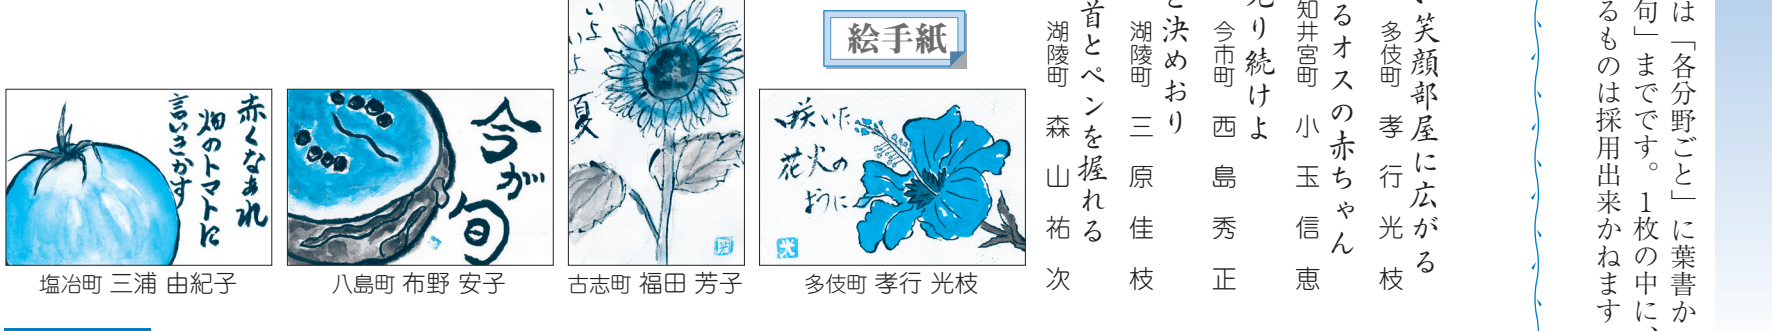 は「各分野ごと」に葉書か
句」までです。１枚の中に、
るものは採用出来かねます
笑顔部屋に広がる
多伎町 孝行光枝
るオスの赤ちゃん
知井宮町 小玉信恵
り続けよ
今市町 西島秀正
と決めおり
湖陵町 三原佳枝
首とペンを握れる
湖陵町 森山祐次
絵手紙
咲いた
花火の
ように
光
多伎町 孝行 光枝
いよ
いよ
夏
古志町 福田 芳子
今が旬
八島町 布野 安子
赤くなあれ
畑のトマトに
言いきかす
塩冶町 三浦 由紀子